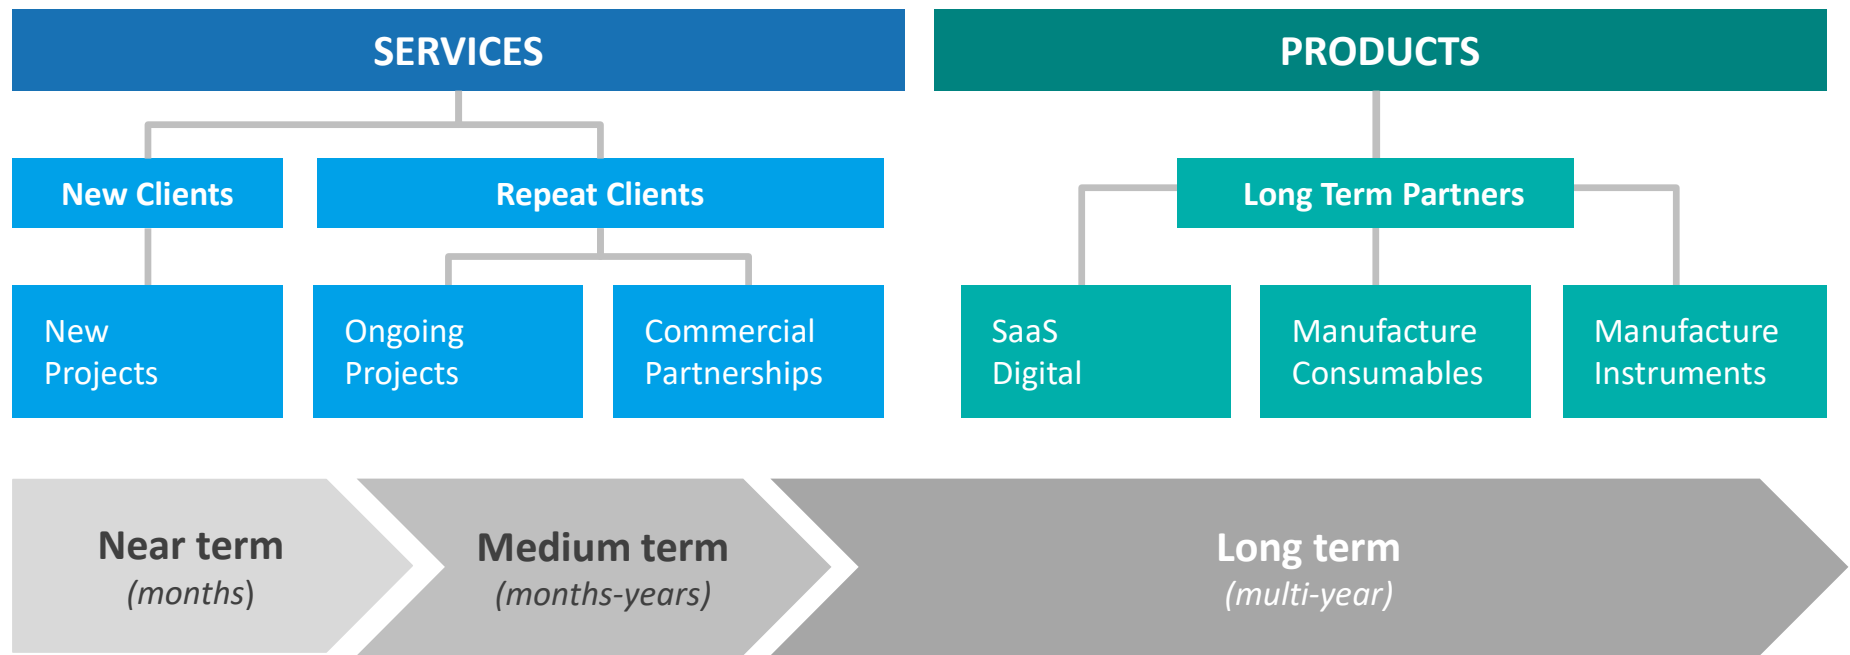 SERVICES
PRODUCTS
New Clients
Repeat Clients
Long Term Partners
New
Projects
Ongoing
Projects
Commercial
Partnerships
SaaS
Digital
Manufacture
Consumables
Manufacture
Instruments
Near term
(months)
Medium term
(months-years)
Long term
(multi-year)